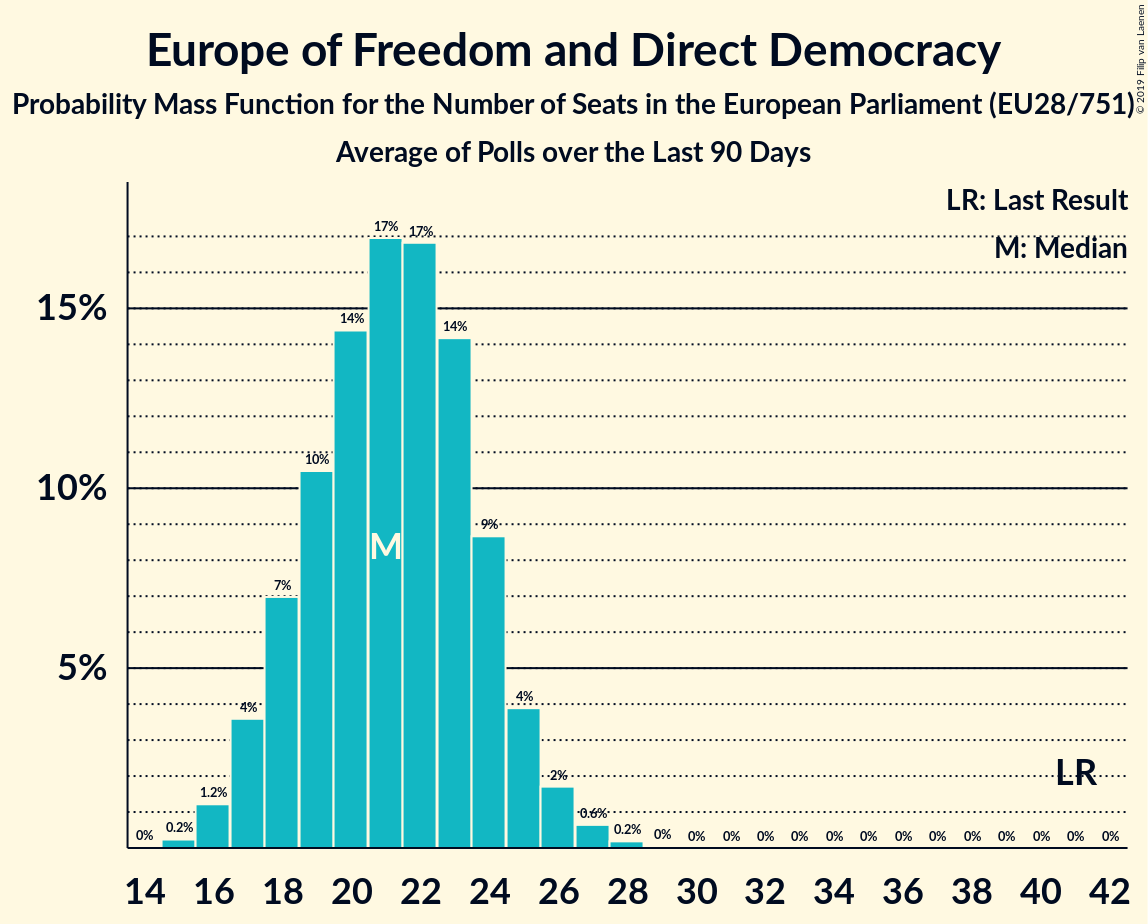 Europe of Freedom and Direct Democracy
Probability Mass Function for the Number of Seats in the European Parliament (EU28/751)
Average of Polls over the Last 90 Days
© 2019 Filip van Laenen
LR: Last Result
M: Median
15%
10%
5%
0% 0.2% 1.2% 4% 7% 10% 14% 17% 17% 14% 9% 4% 2% 0.6% 0.2% 0% 0% 0% 0% 0% 0% 0% 0% 0% 0% 0% 0% 0% 0%
M
LR
14 16 18 20 22 24 26 28 30 32 34 36 38 40 42